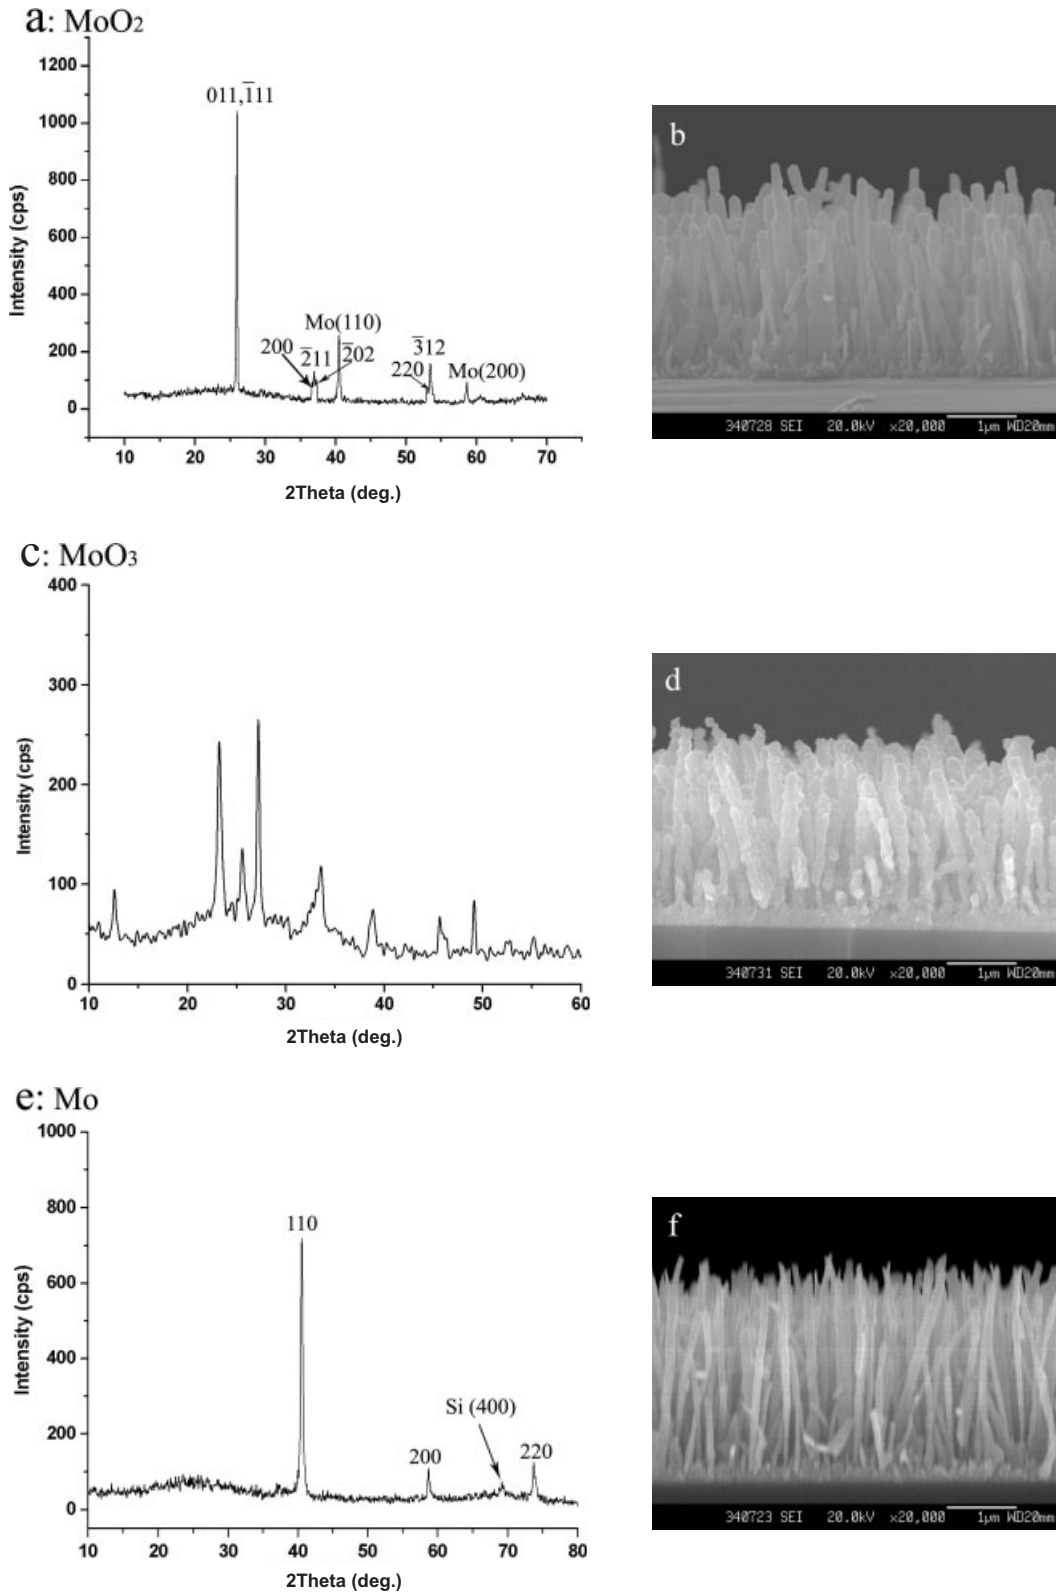 a: MoO2
1200
1000
800
600
400
200
0
Intensity (cps)
011,1̅11
200
2̅11
Mo(110)
2̅02
220
3̅12
Mo(200)
10 20 30 40 50 60 70
2Theta (deg.)
b
340728 SEI 20.0kV ×20,000 1μm WD20mm
c: MoO3
400
300
200
100
0
Intensity (cps)
10 20 30 40 50 60
2Theta (deg.)
d
340731 SEI 20.0kV ×20,000 1μm WD20mm
e: Mo
1000
800
600
400
200
0
Intensity (cps)
110
200
Si (400)
220
10 20 30 40 50 60 70 80
2Theta (deg.)
f
340723 SEI 20.0kV ×20,000 1μm WD20mm